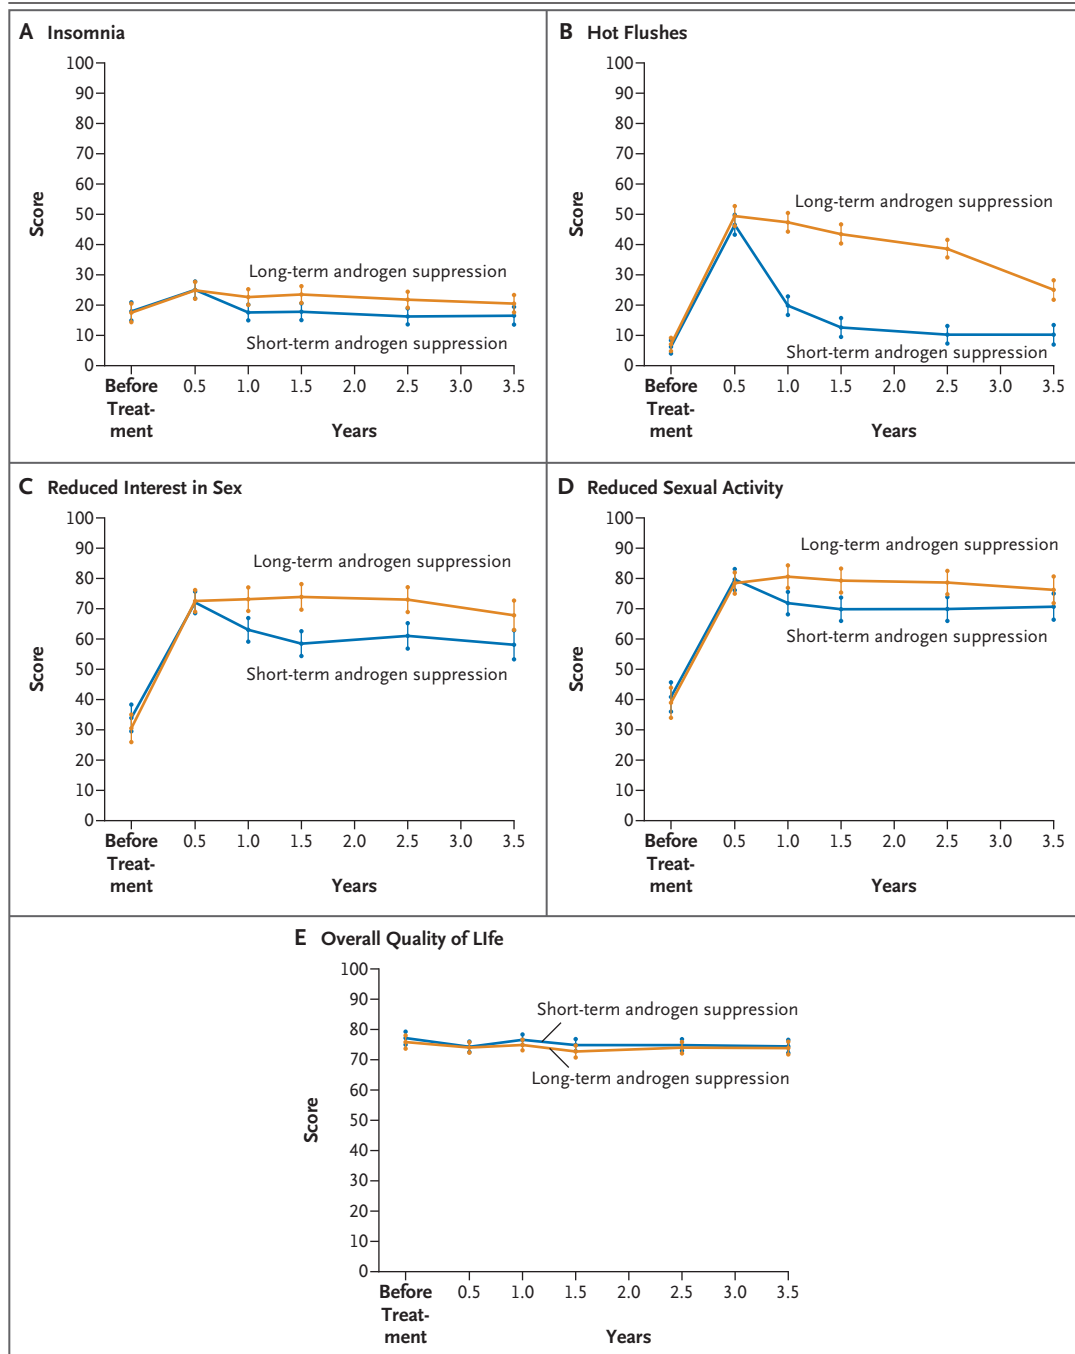 A Insomnia
100
90
80
70
60
50
40
30
20
10
0
Score
Long-term androgen suppression
Short-term androgen suppression
Before
Treat-
ment
0.5 1.0 1.5 2.0 2.5 3.0 3.5
Years
B Hot Flushes
100
90
80
70
60
50
40
30
20
10
0
Score
Long-term androgen suppression
Short-term androgen suppression
Before
Treat-
ment
0.5 1.0 1.5 2.0 2.5 3.0 3.5
Years
C Reduced Interest in Sex
100
90
80
70
60
50
40
30
20
10
0
Score
Long-term androgen suppression
Short-term androgen suppression
Before
Treat-
ment
0.5 1.0 1.5 2.0 2.5 3.0 3.5
Years
D Reduced Sexual Activity
100
90
80
70
60
50
40
30
20
10
0
Score
Long-term androgen suppression
Short-term androgen suppression
Before
Treat-
ment
0.5 1.0 1.5 2.0 2.5 3.0 3.5
Years
E Overall Quality of LIfe
100
90
80
70
60
50
40
30
20
10
0
Score
Short-term androgen suppression
Long-term androgen suppression
Before
Treat-
ment
0.5 1.0 1.5 2.0 2.5 3.0 3.5
Years